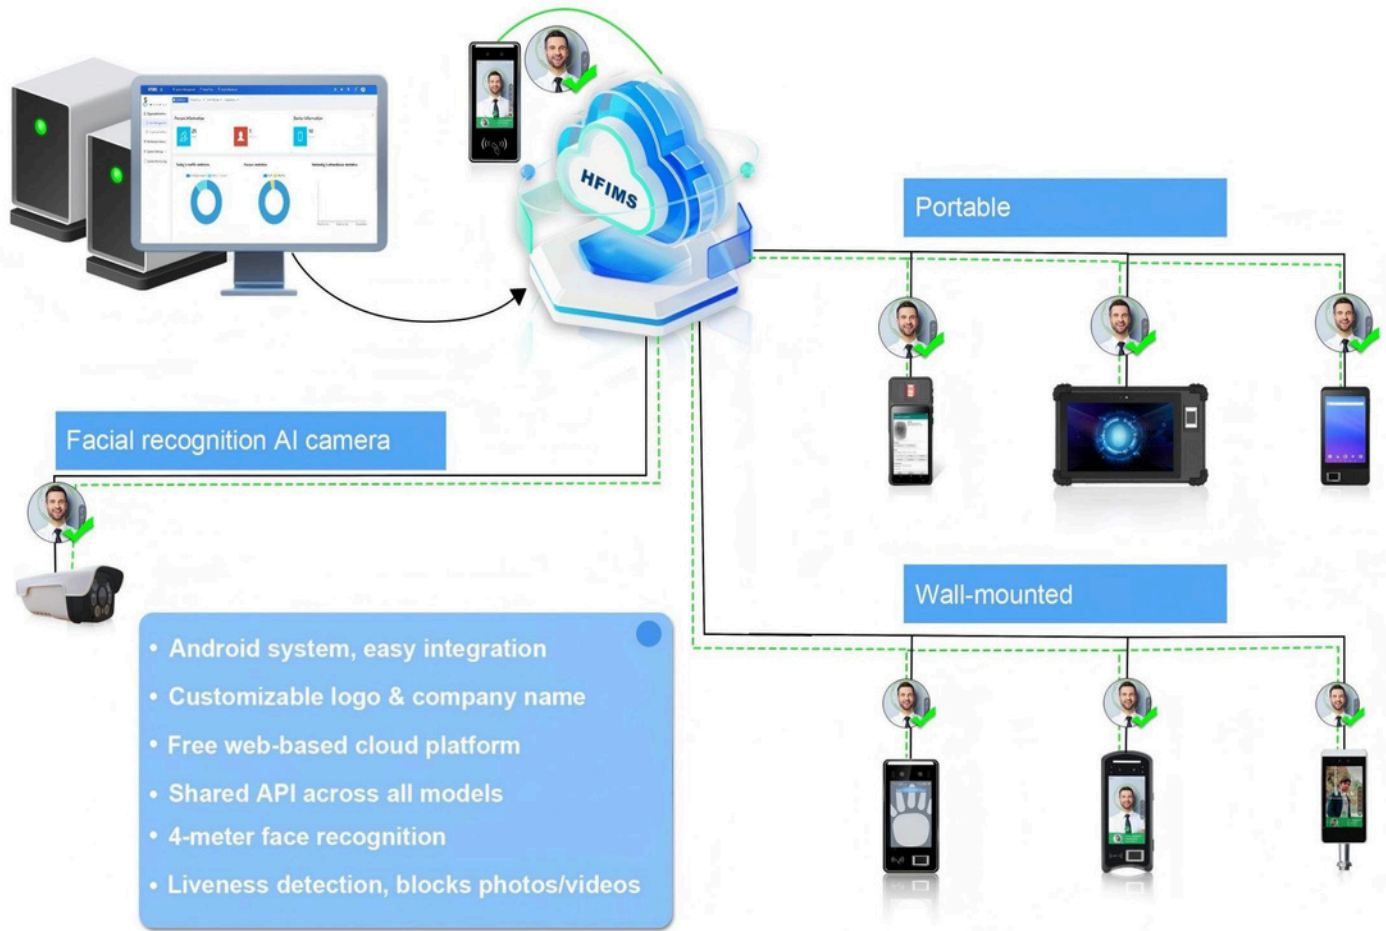 HFIMS
HFIMS
Portable
Facial recognition AI camera
Wall-mounted
• Android system, easy integration
• Customizable logo & company name
• Free web-based cloud platform
• Shared API across all models
• 4-meter face recognition
• Liveness detection, blocks photos/videos